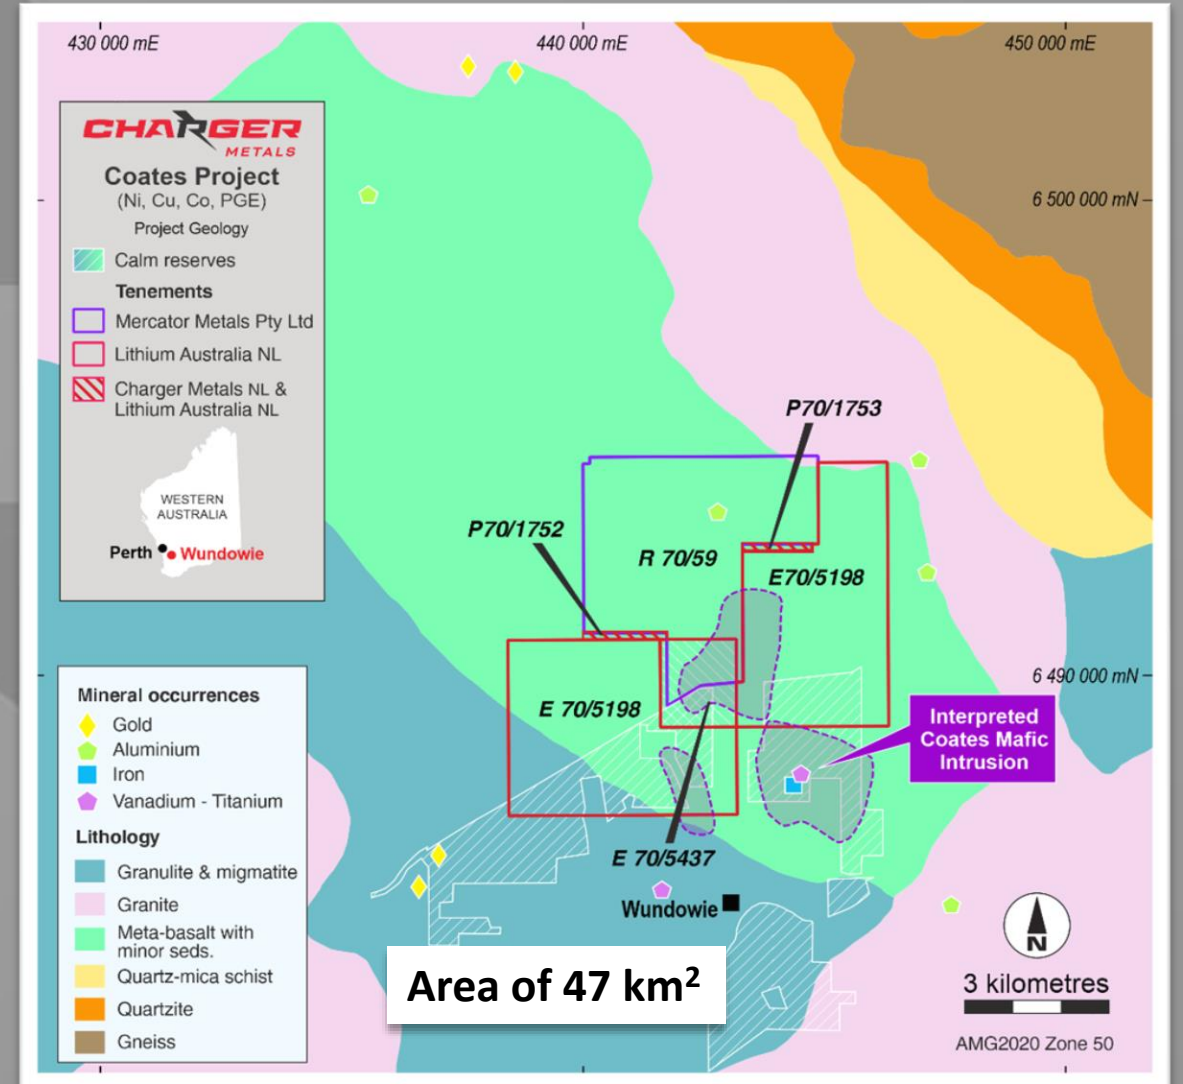 430 000 mE
440 000 mE
450 000 mE
CHARGER
METALS
Coates Project
(Ni, Cu, Co, PGE)
Project Geology
Calm reserves
Tenements
Mercator Metals Pty Ltd
Lithium Australia NL
Charger Metals NL &
Lithium Australia NL
WESTERN
AUSTRALIA
Perth
Wundowie
6 500 000 mN
P70/1753
P70/1752
R 70/59
E70/5198
6 490 000 mN
E 70/5198
Interpreted
Coates Mafic
Intrusion
E 70/5437
Wundowie
Mineral occurrences
Gold
Aluminium
Iron
Vanadium - Titanium
Lithology
Granulite & migmatite
Granite
Meta-basalt with
minor seds.
Quartz-mica schist
Quartzite
Gneiss
Area of 47 km²
N
3 kilometres
AMG2020 Zone 50